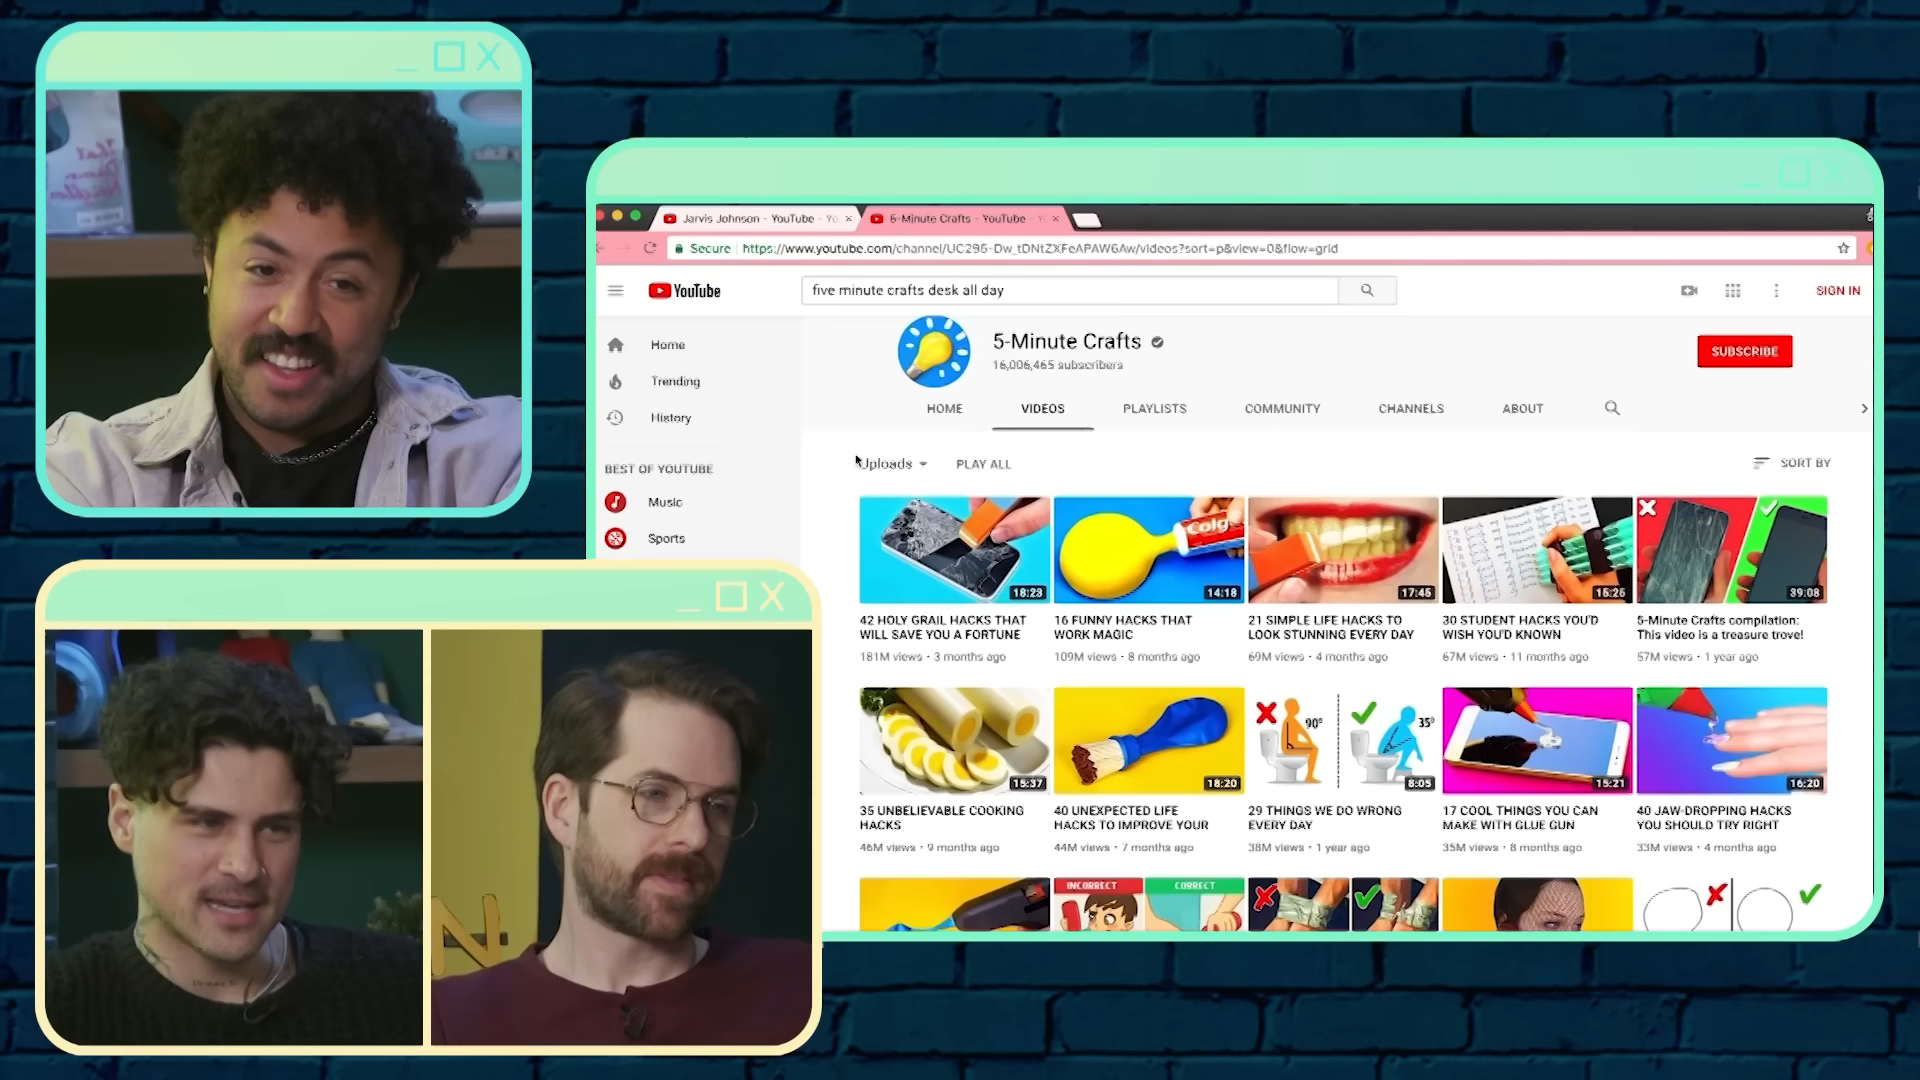 That
Damn
Jarvis Johnson - YouTube - Yo
5-Minute Crafts - YouTube
Secure
https://www.youtube.com/channel/UC295-Dw_tDNtZXFeAPAW6Aw/videos?sort=p&view=0&flow=grid
YouTube
five minute crafts desk all day
SIGN IN
Home
Trending
History
BEST OF YOUTUBE
Music
Sports
5-Minute Crafts
16,006,465 subscribers
SUBSCRIBE
HOME
VIDEOS
PLAYLISTS
COMMUNITY
CHANNELS
ABOUT
Uploads
PLAY ALL
SORT BY
18:23
Colg
14:18
17:45
15:25
39:08
42 HOLY GRAIL HACKS THAT
WILL SAVE YOU A FORTUNE
181M views • 3 months ago
16 FUNNY HACKS THAT
WORK MAGIC
109M views • 8 months ago
21 SIMPLE LIFE HACKS TO
LOOK STUNNING EVERY DAY
69M views • 4 months ago
30 STUDENT HACKS YOU'D
WISH YOU'D KNOWN
67M views • 11 months ago
5-Minute Crafts compilation:
This video is a treasure trove!
57M views • 1 year ago
15:37
18:20
90°
35°
8:05
15:21
16:20
35 UNBELIEVABLE COOKING
HACKS
46M views • 9 months ago
40 UNEXPECTED LIFE
HACKS TO IMPROVE YOUR
44M views • 7 months ago
29 THINGS WE DO WRONG
EVERY DAY
38M views • 1 year ago
17 COOL THINGS YOU CAN
MAKE WITH GLUE GUN
35M views • 8 months ago
40 JAW-DROPPING HACKS
YOU SHOULD TRY RIGHT
33M views • 4 months ago
INCORRECT
CORRECT
N